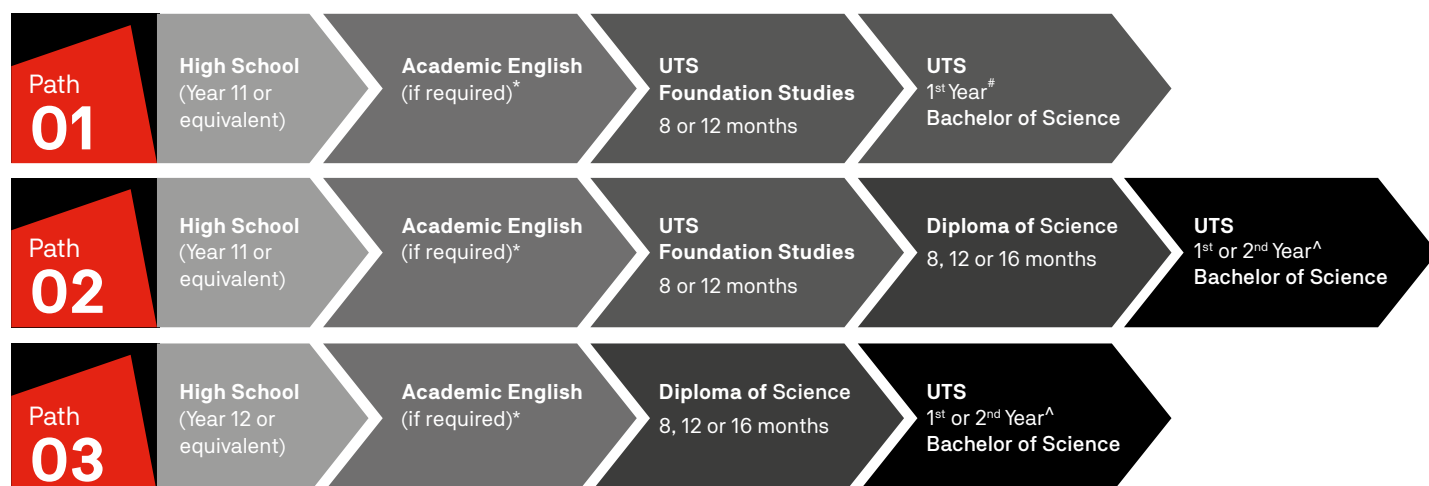 Path
01
High School
(Year 11 or
equivalent)
Academic English
(if required)*
UTS
Foundation Studies
8 or 12 months
UTS
1st Year#
Bachelor of Science
Path
02
High School
(Year 11 or
equivalent)
Academic English
(if required)*
UTS
Foundation Studies
8 or 12 months
Diploma of Science
8, 12 or 16 months
UTS
1st or 2nd Year^
Bachelor of Science
Path
03
High School
(Year 12 or
equivalent)
Academic English
(if required)*
Diploma of Science
8, 12 or 16 months
UTS
1st or 2nd Year^
Bachelor of Science